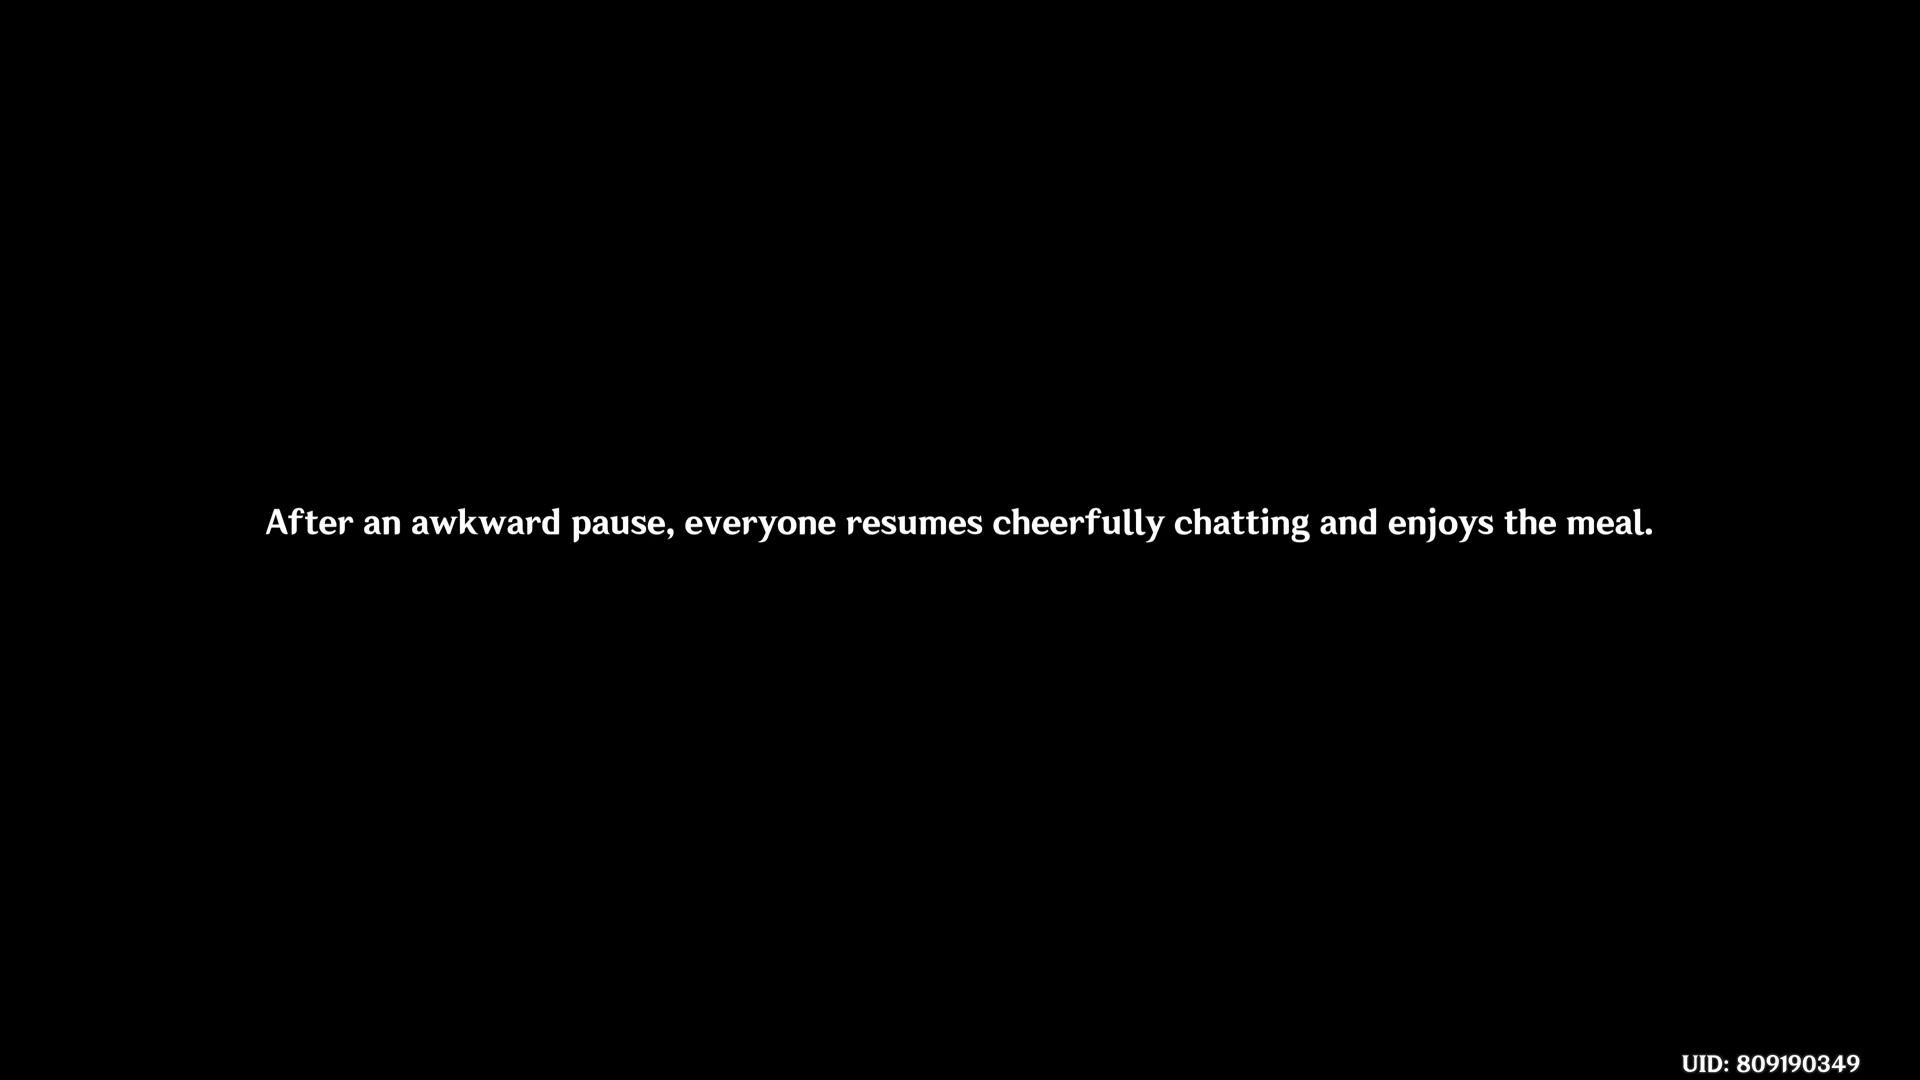 After an awkward pause, everyone resumes cheerfully chatting and enjoys the meal.
UID: 809190349